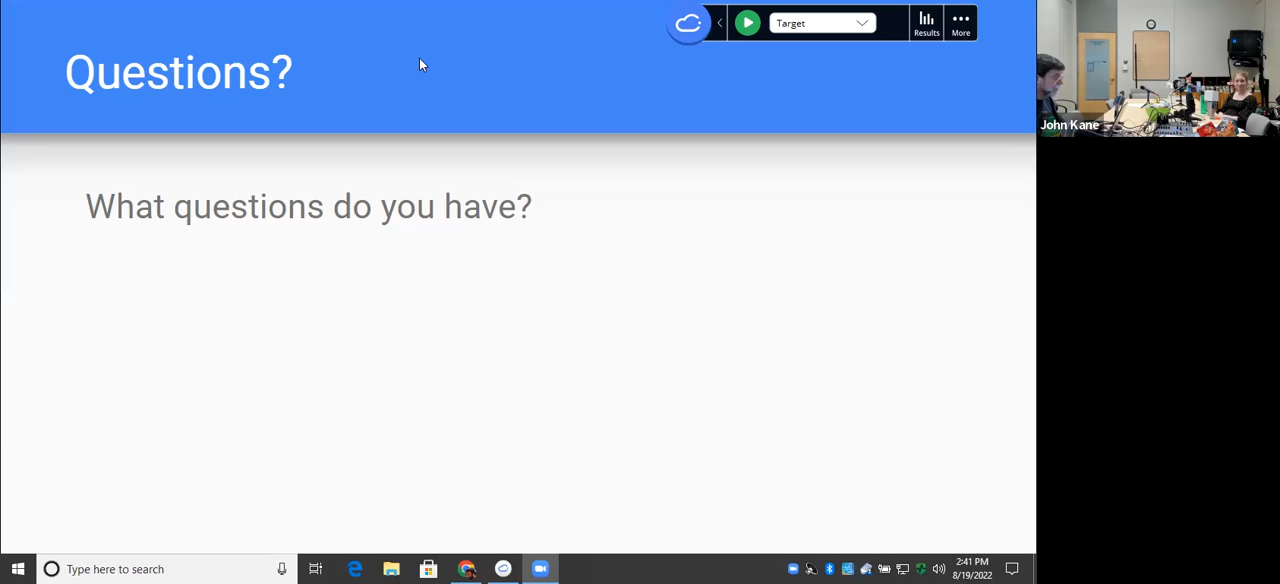 Questions?
What questions do you have?
Target
Results
More
John Kane
Type here to search
2:41 PM
8/19/2022